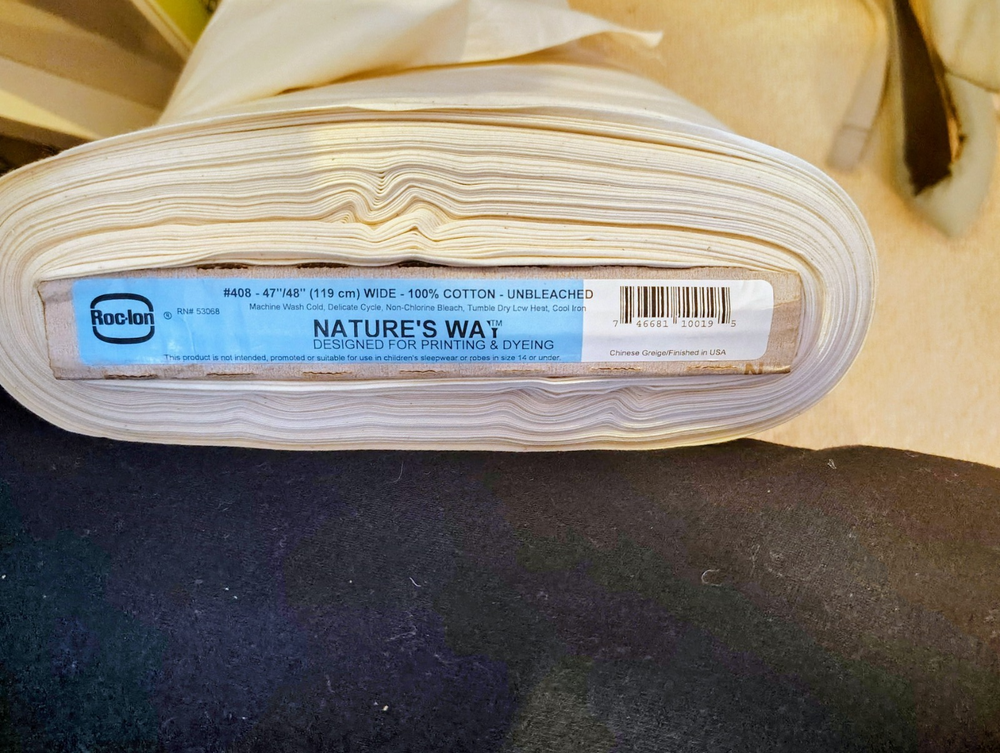 Roc-lon ® RN# 53068
#408 - 47"/48" (119 cm) WIDE - 100% COTTON - UNBLEACHED
Machine Wash Cold, Delicate Cycle, Non-Chlorine Bleach, Tumble Dry Low Heat, Cool Iron
NATURE'S WAY™
DESIGNED FOR PRINTING & DYEING
This product is not intended, promoted or suitable for use in children's sleepwear or robes in size 14 or under.
7 46681 10019 5
Chinese Greige/Finished in USA